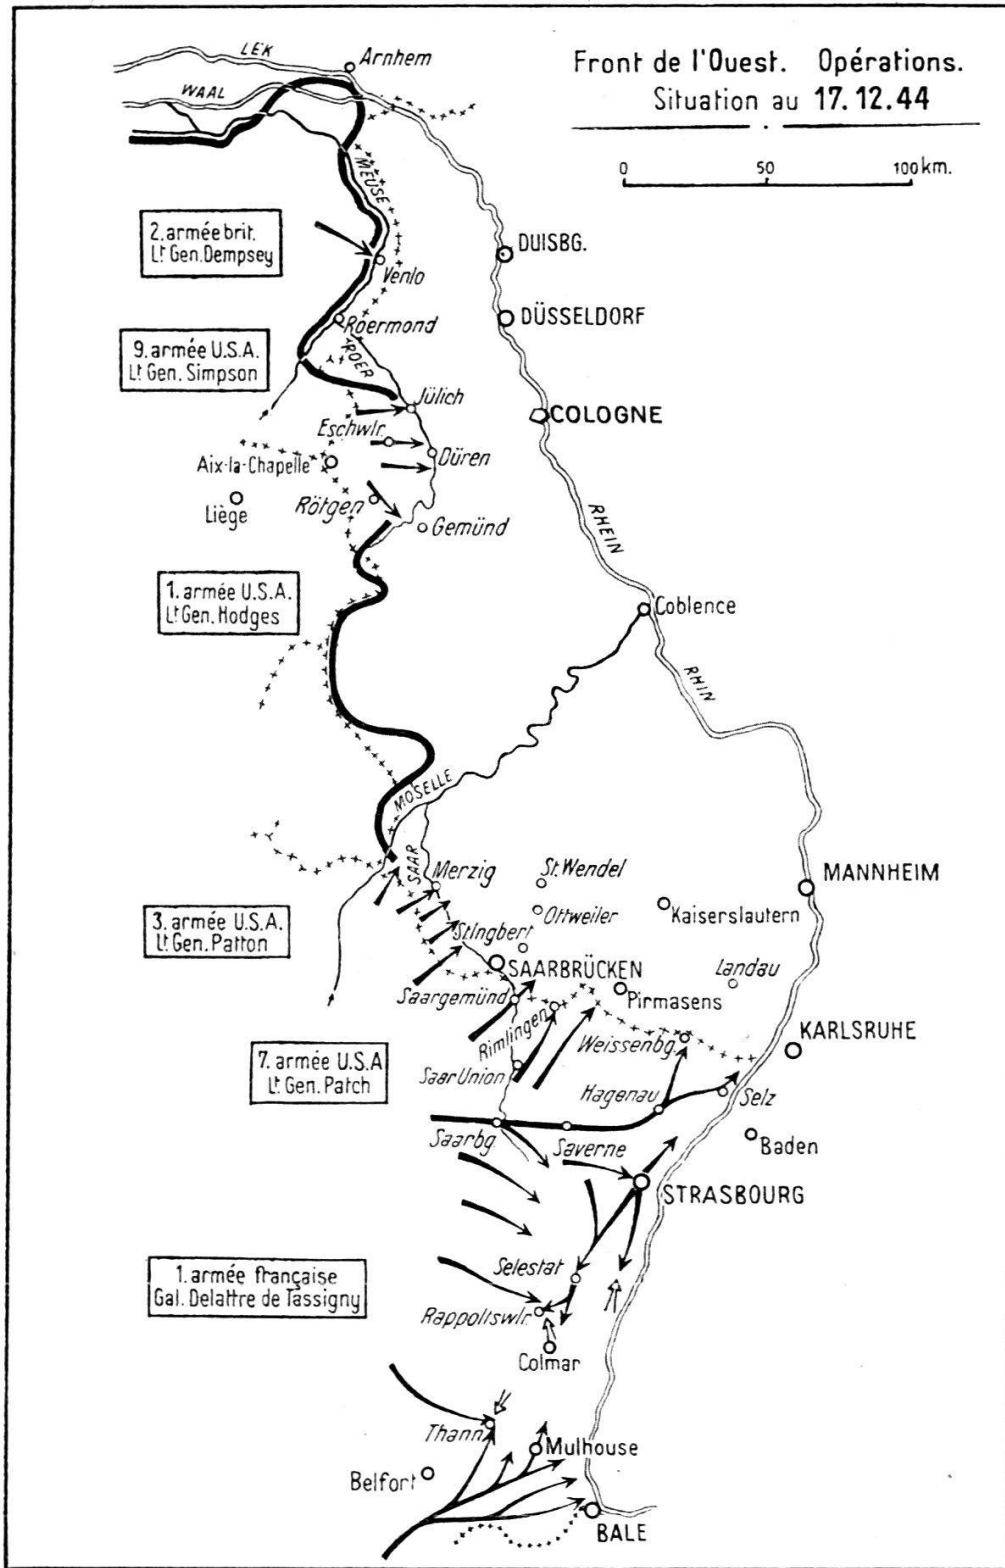 Front de l'Ouest. Opérations.
Situation au 17.12.44
0 50 100 km.
LEK
Arnhem
WAAL
MEUSE
2. armée brit.
Lt Gen. Dempsey
DUISBG.
Venlo
DÜSSELDORF
Roermond
9. armée U.S.A.
Lt Gen. Simpson
ROER
Jülich
COLOGNE
Eschwlr.
Düren
Aix-la-Chapelle
Liège
Rötgen
Gemünd
RHEIN
1. armée U.S.A.
Lt Gen. Hodges
Coblence
RHIN
MOSELLE
SAAR
Merzig
St. Wendel
MANNHEIM
Ottweiler
Kaiserslautern
3. armée U.S.A.
Lt Gen. Patton
St.Ingbert
SAARBRÜCKEN
Landau
Saargemünd
Pirmasens
Rimlingen
Weissenbg.
KARLSRUHE
7. armée U.S.A
Lt Gen. Patch
Saar Union
Hagenau
Selz
Saarbg
Saverne
Baden
STRASBOURG
1. armée française
Gal. Delattre de Tassigny
Selestat
Rappoltswlr.
Colmar
Thann
Mulhouse
Belfort
BALE